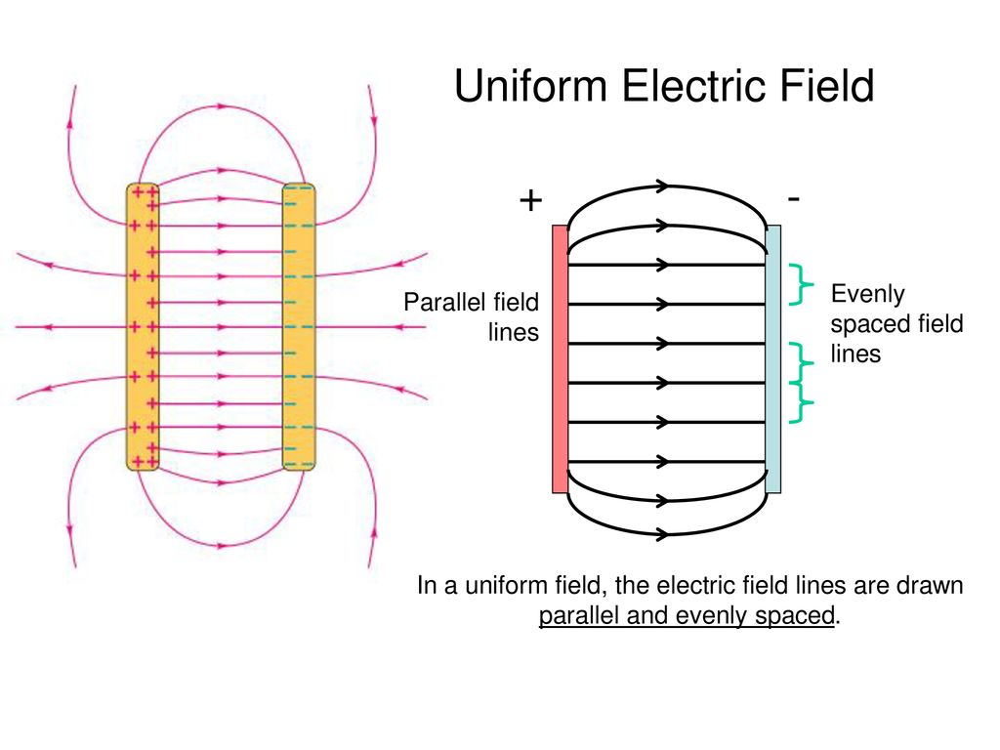 Uniform Electric Field
+
-
Parallel field
lines
Evenly
spaced field
lines
In a uniform field, the electric field lines are drawn
parallel and evenly spaced.